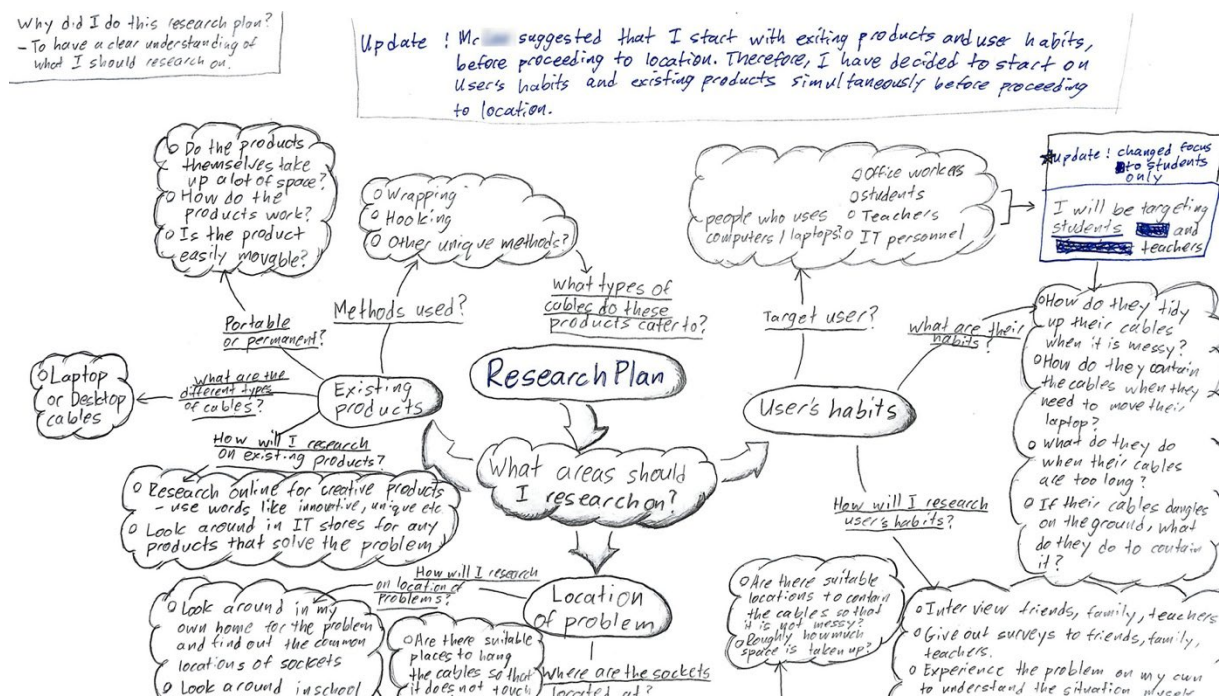 Why did I do this research plan?
- To have a clear understanding of
what I should research on.
Update ! Mr suggested that I start with exiting products and user habits,
before proceeding to location. Therefore, I have decided to start on
User's habits and existing products simultaneously before proceeding
to location.
Do the products
themselves take
up a lot of space?
How do the
products work?
Is the product
easily movable?
Wrapping
Hooking
Other unique methods?
What types of
cables do these
products cater to?
Methods used?
Portable
or permanent?
Laptop
or Desktop
cables
What are the
different types
of cables?
Existing
products
How will I research
on existing products?
Research online for creative products
- use words like innovative, unique etc.
Look around in IT stores for any
products that solve the problem
Research Plan
What areas should
I research on?
people who uses
computers / laptops?
Office workers
students
Teachers
IT personnel
update ! changed focus
to students
only
I will be targeting
students and
teachers
Target user?
What are their
habits?
User's habits
How do they tidy
up their cables
when it is messy?
How do they contain
the cables when they
need to move their
laptop?
What do they do
when their cables
are too long?
If their cables dangles
on the ground, what
do they do to contain
it?
How will I research
user's habits?
Interview friends, family, teachers
Give out surveys to friends, family,
teachers.
Experience the problem on my own
to understand the situation myself
Are there suitable
locations to contain
the cables so that
it is not messy?
Roughly how much
space is taken up?
Location
of problem
How will I research
on location of
problems?
Look around in my
own home for the problem
and find out the common
locations of sockets
Look around in school
Are there suitable
places to hang
the cables so that
it does not touch
Where are the sockets
located at?